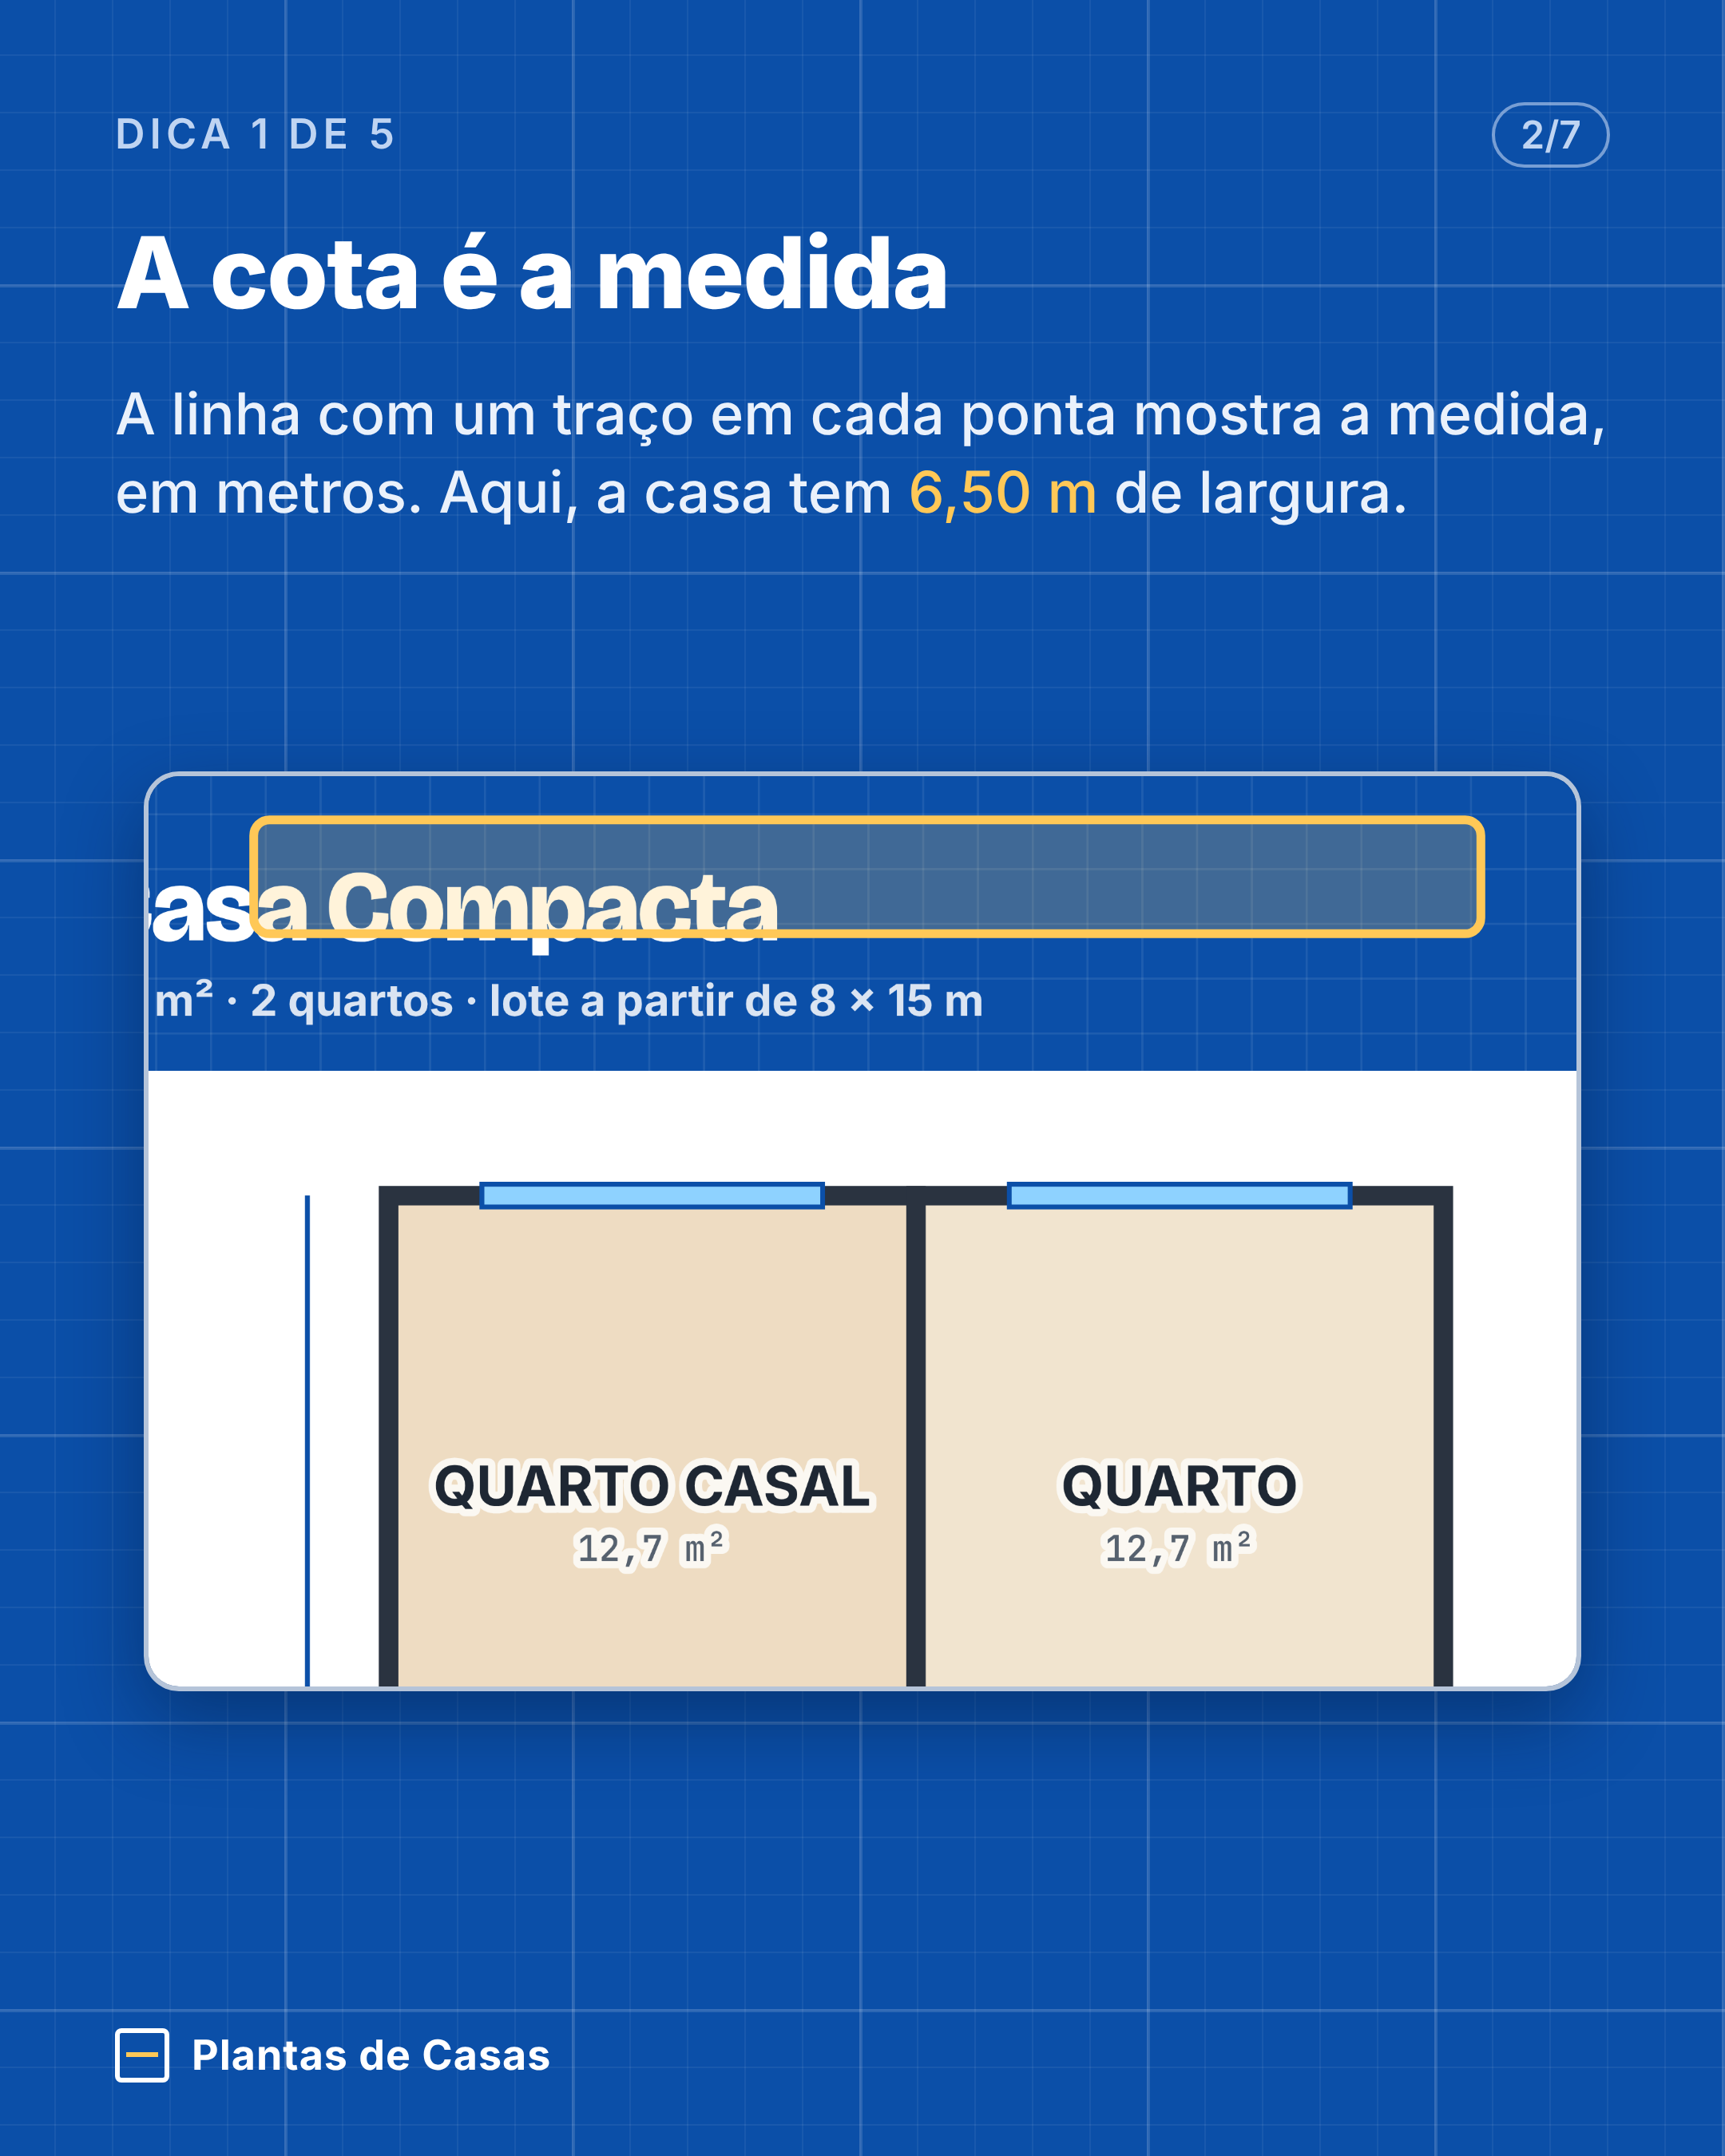 DICA 1 DE 5
2/7
A cota é a medida
A linha com um traço em cada ponta mostra a medida,
em metros. Aqui, a casa tem 6,50 m de largura.
asa Compacta
m² · 2 quartos · lote a partir de 8 × 15 m
QUARTO CASAL
12,7 m²
QUARTO
12,7 m²
Plantas de Casas